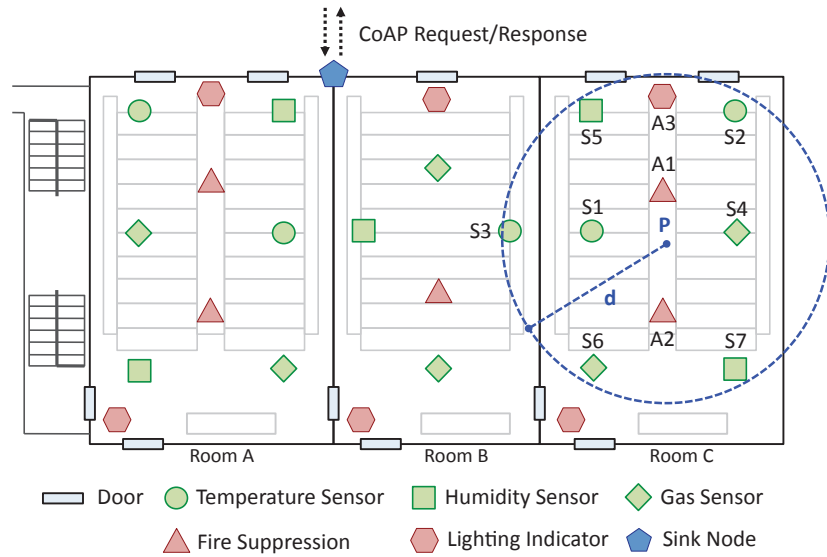 CoAP Request/Response
S5 A3 S2
A1
S1 S4
S3 P
d
S6 A2 S7
Room A Room B Room C
Door Temperature Sensor Humidity Sensor Gas Sensor
Fire Suppression Lighting Indicator Sink Node